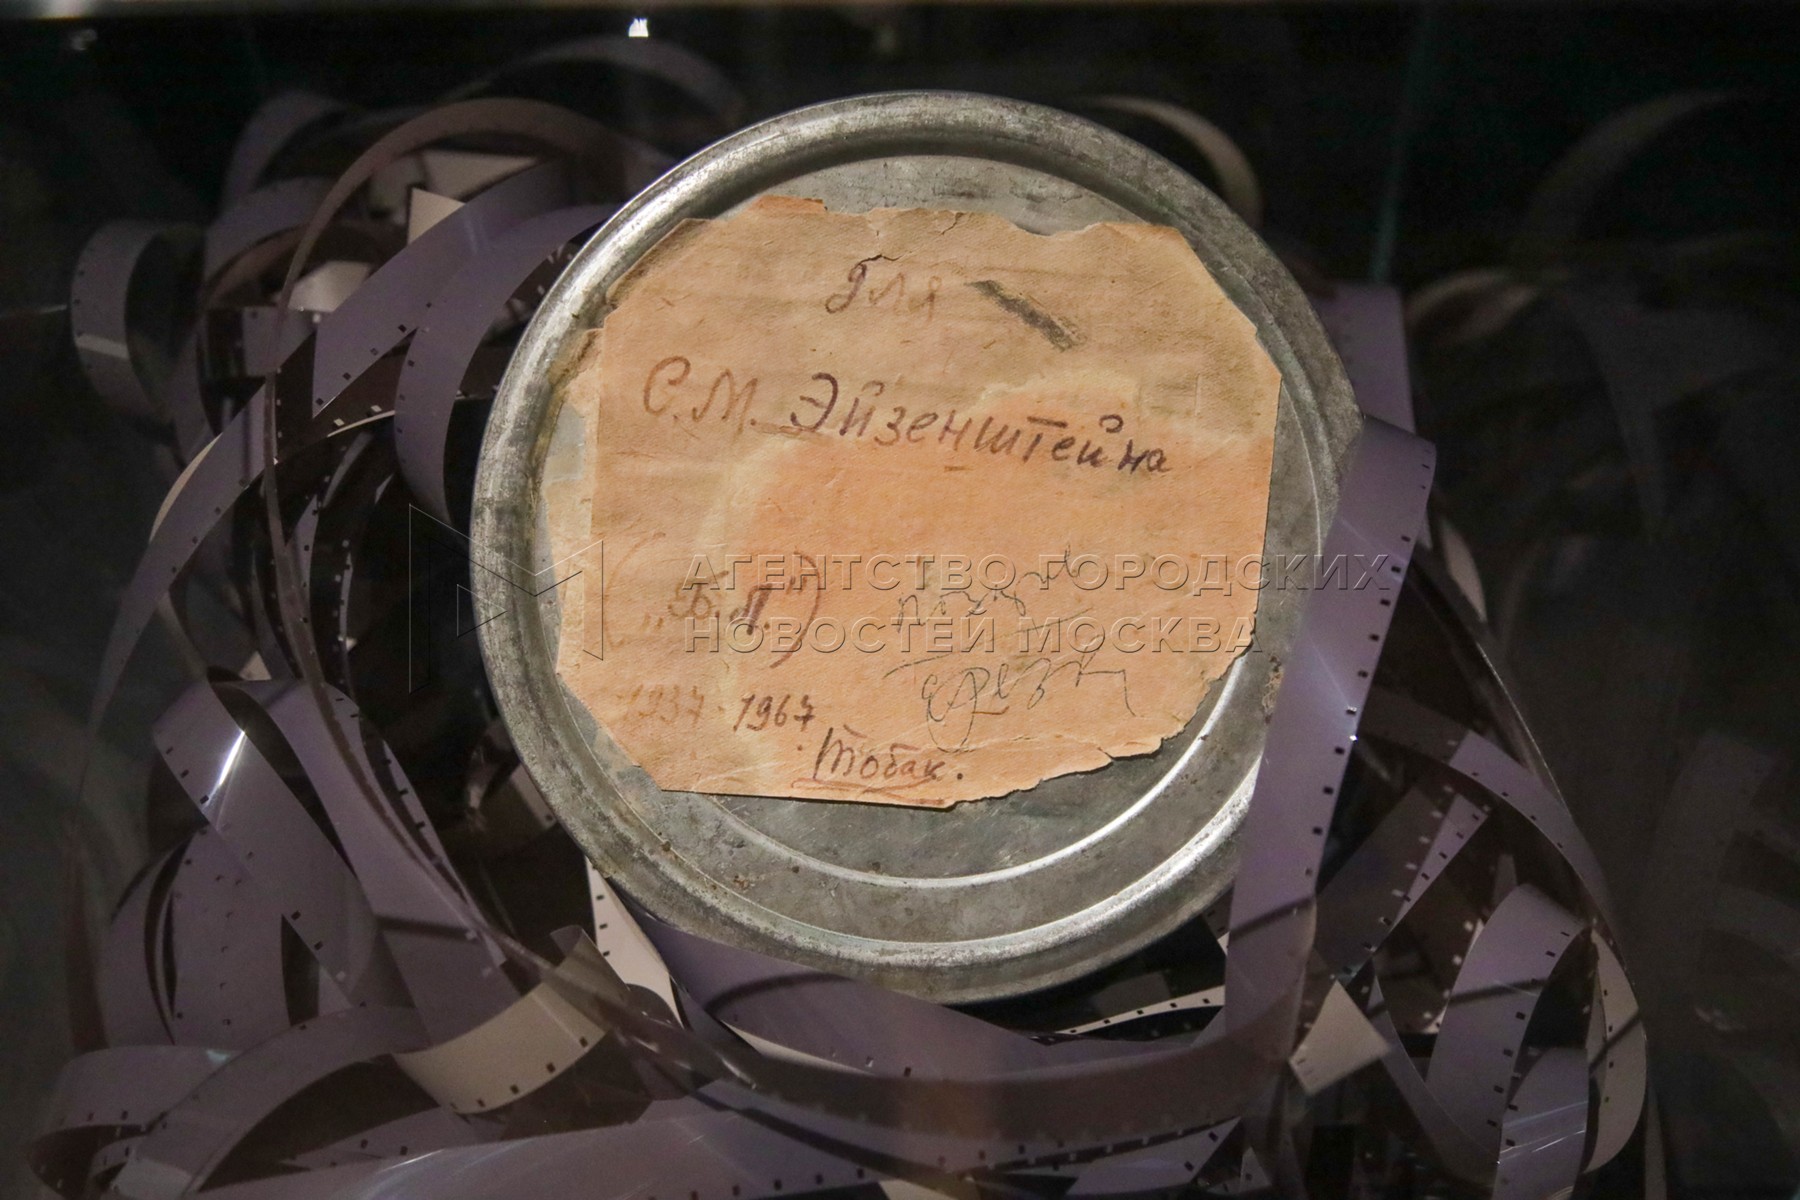 для
С.М. Эйзенштейна
(„Б.Л.")
1937 - 1967
Тобак.
АГЕНТСТВО ГОРОДСКИХ
НОВОСТЕЙ МОСКВА